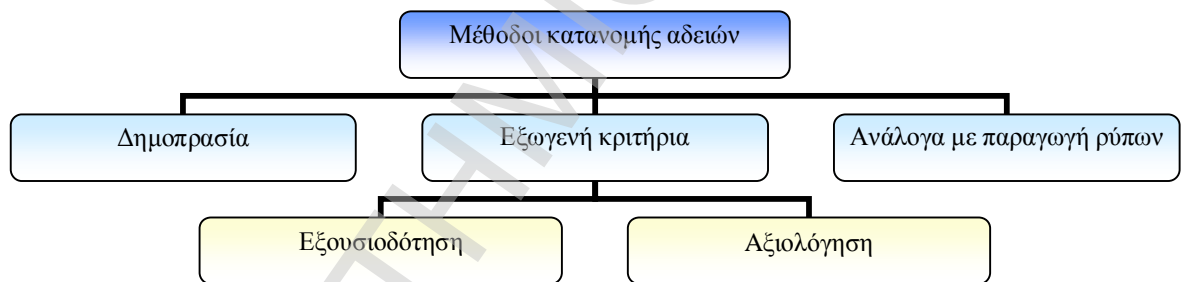 Μέθοδοι κατανομής αδειών
Δημοπρασία
Εξωγενή κριτήρια
Ανάλογα με παραγωγή ρύπων
Εξουσιοδότηση
Αξιολόγηση